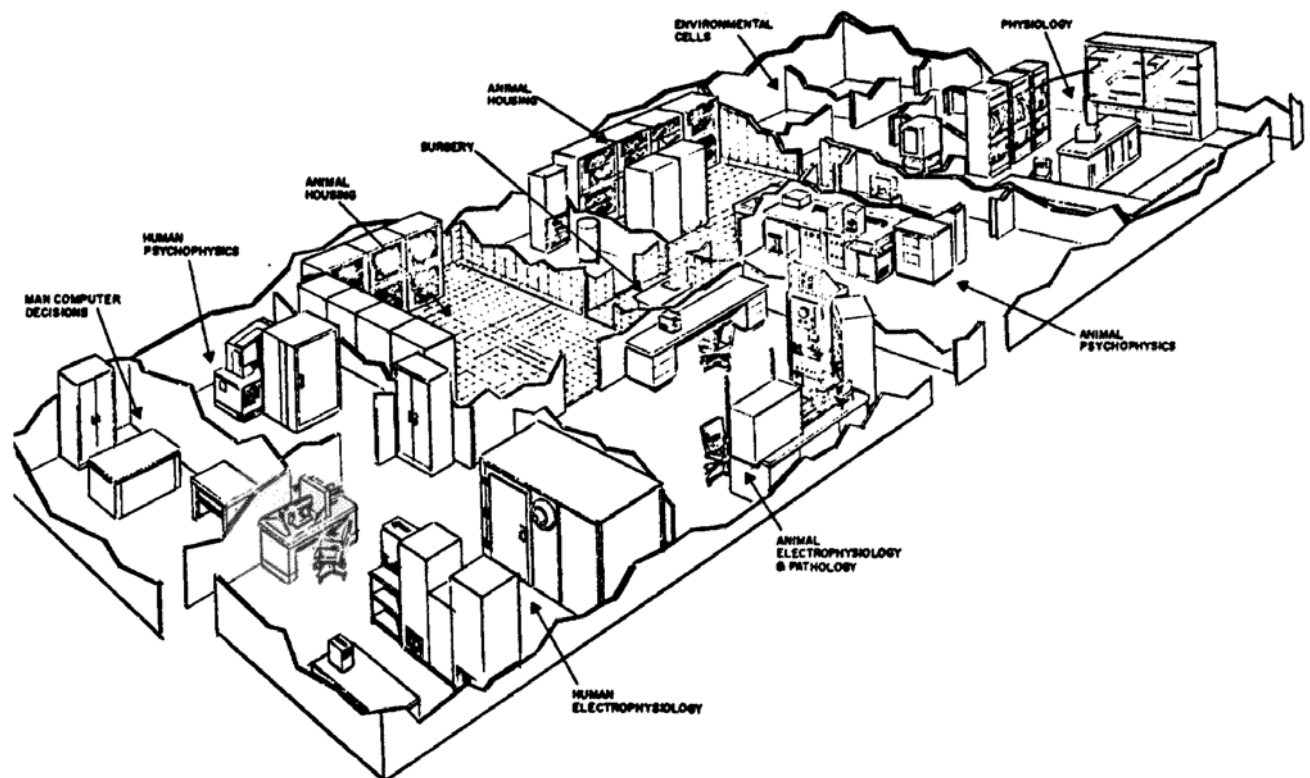 ENVIRONMENTAL
CELLS
PHYSIOLOGY
ANIMAL
HOUSING
SURGERY
ANIMAL
HOUSING
HUMAN
PSYCHOPHYSICS
MAN COMPUTER
DECISIONS
ANIMAL
PSYCHOPHYSICS
ANIMAL
ELECTROPHYSIOLOGY
& PATHOLOGY
HUMAN
ELECTROPHYSIOLOGY